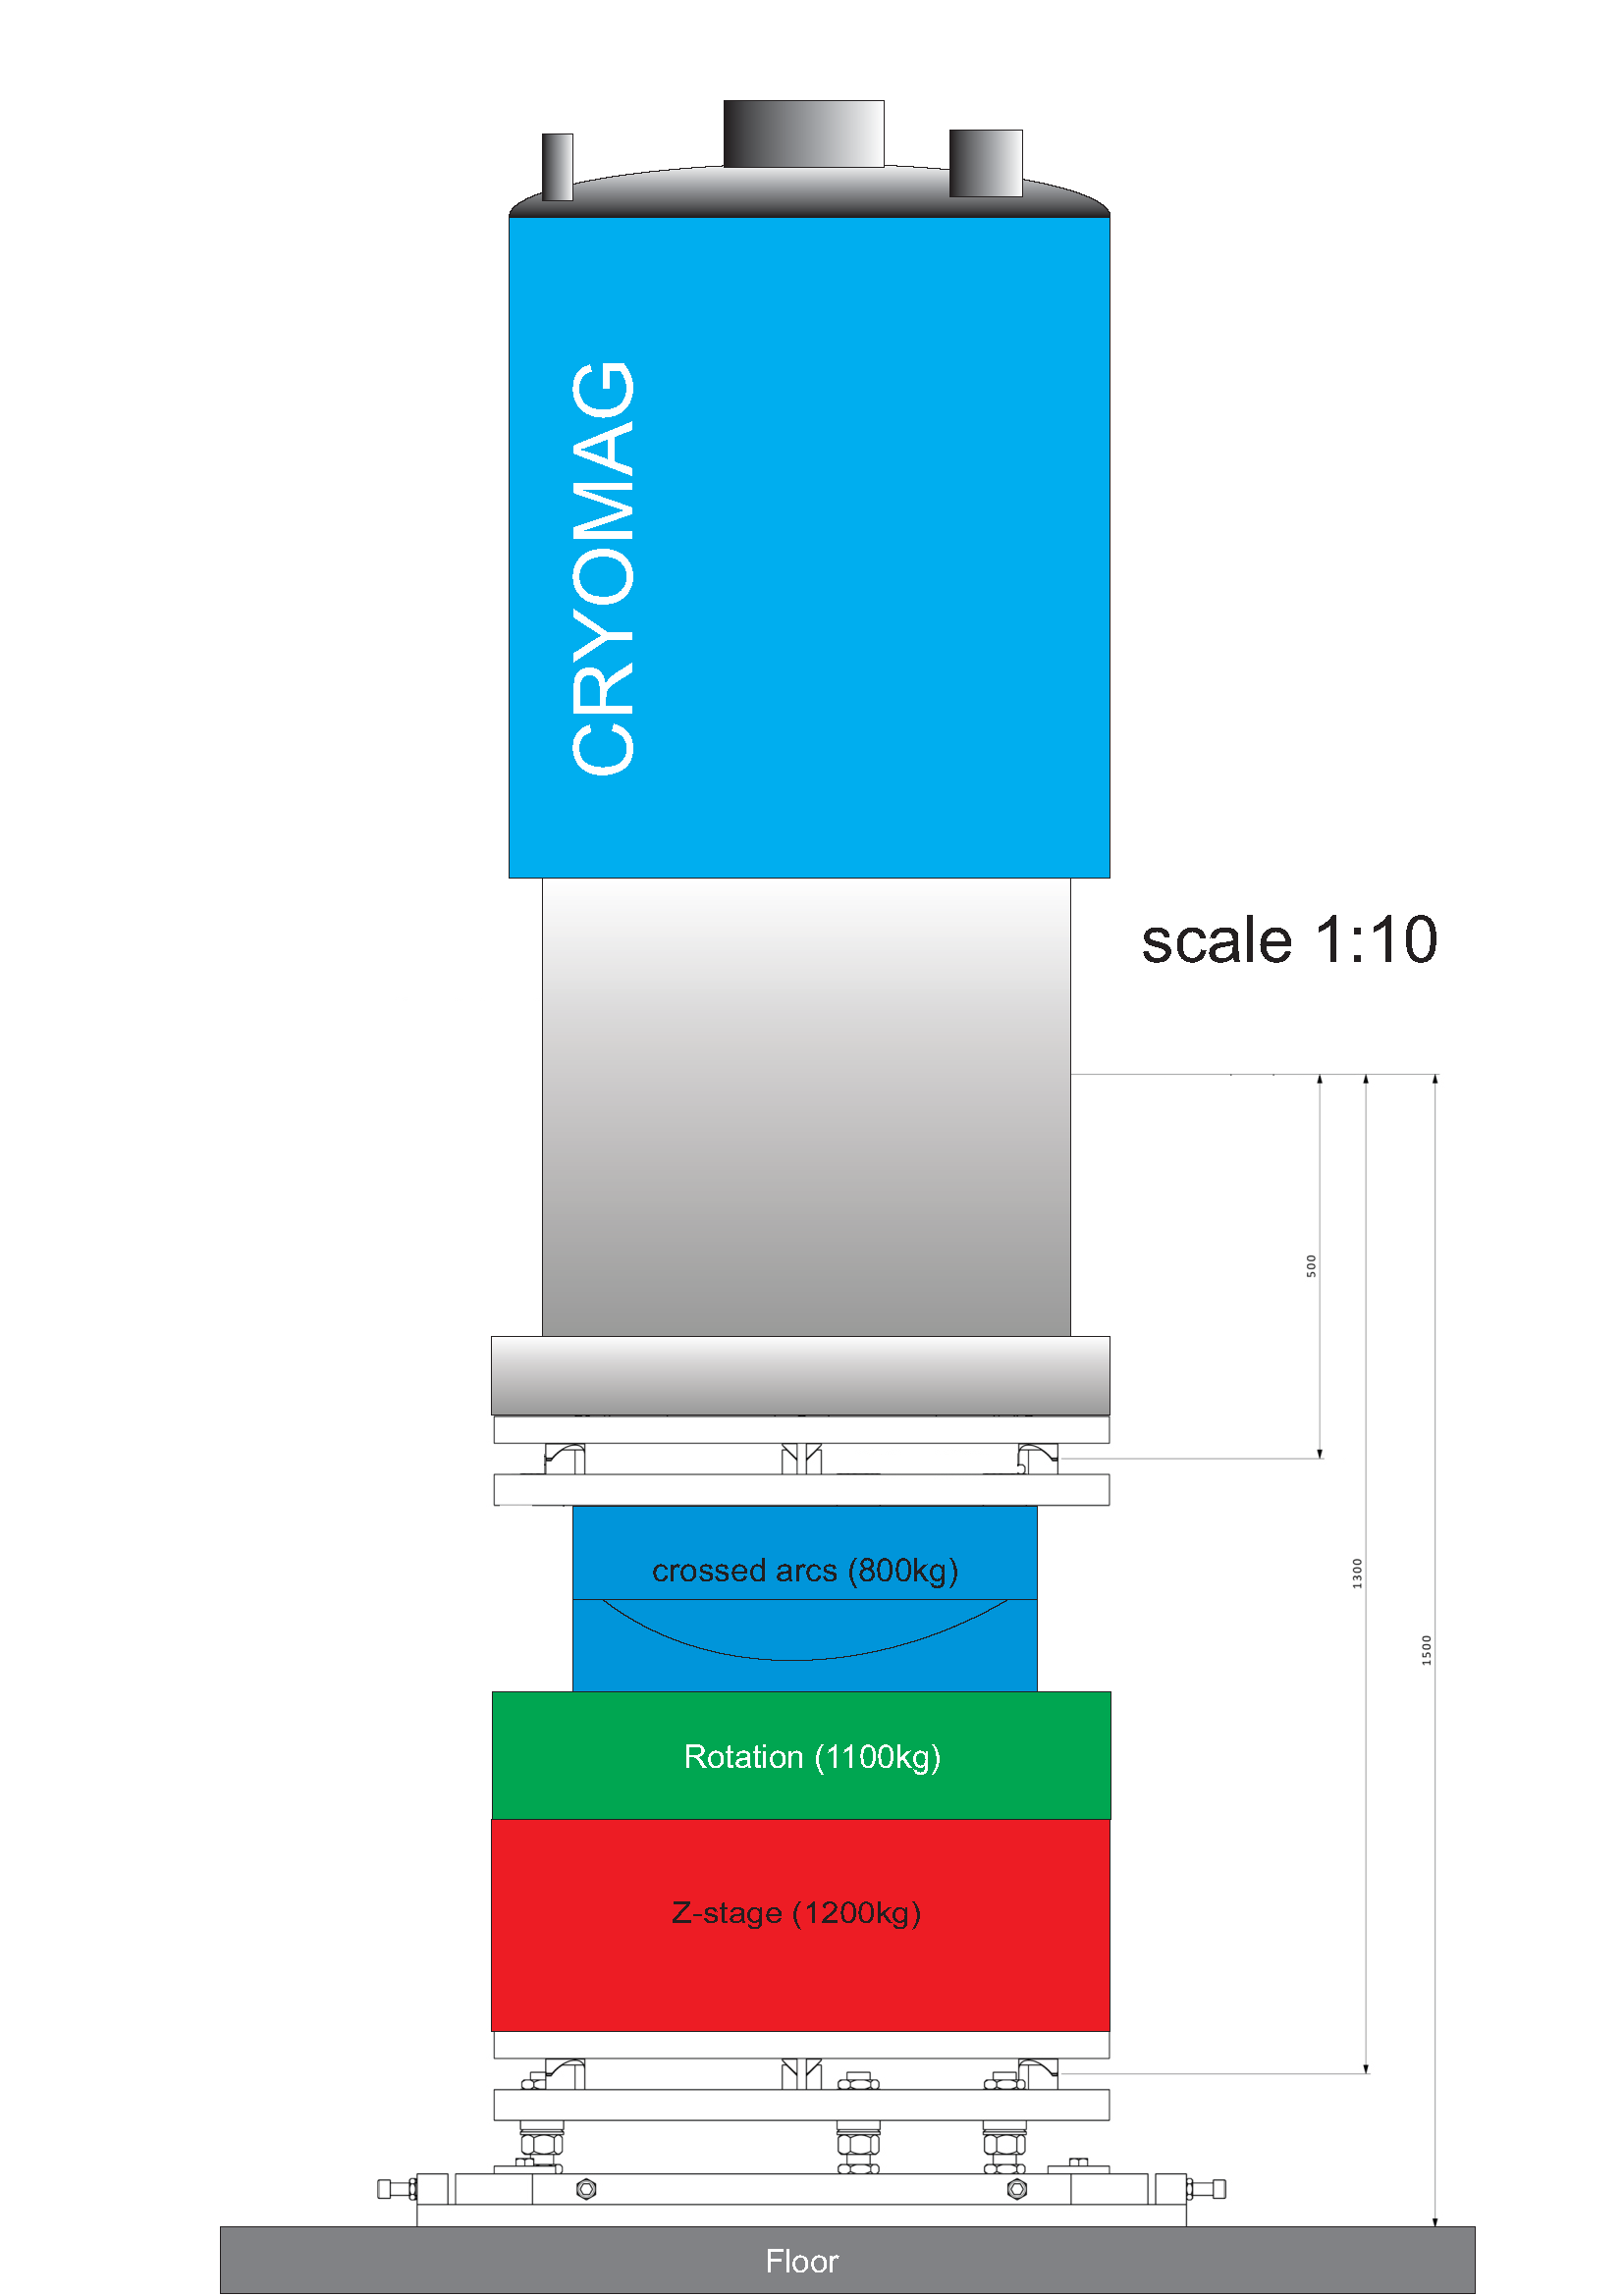 CRYOMAG
scale 1:10
500
1300
1500
crossed arcs (800kg)
Rotation (1100kg)
Z-stage (1200kg)
Floor